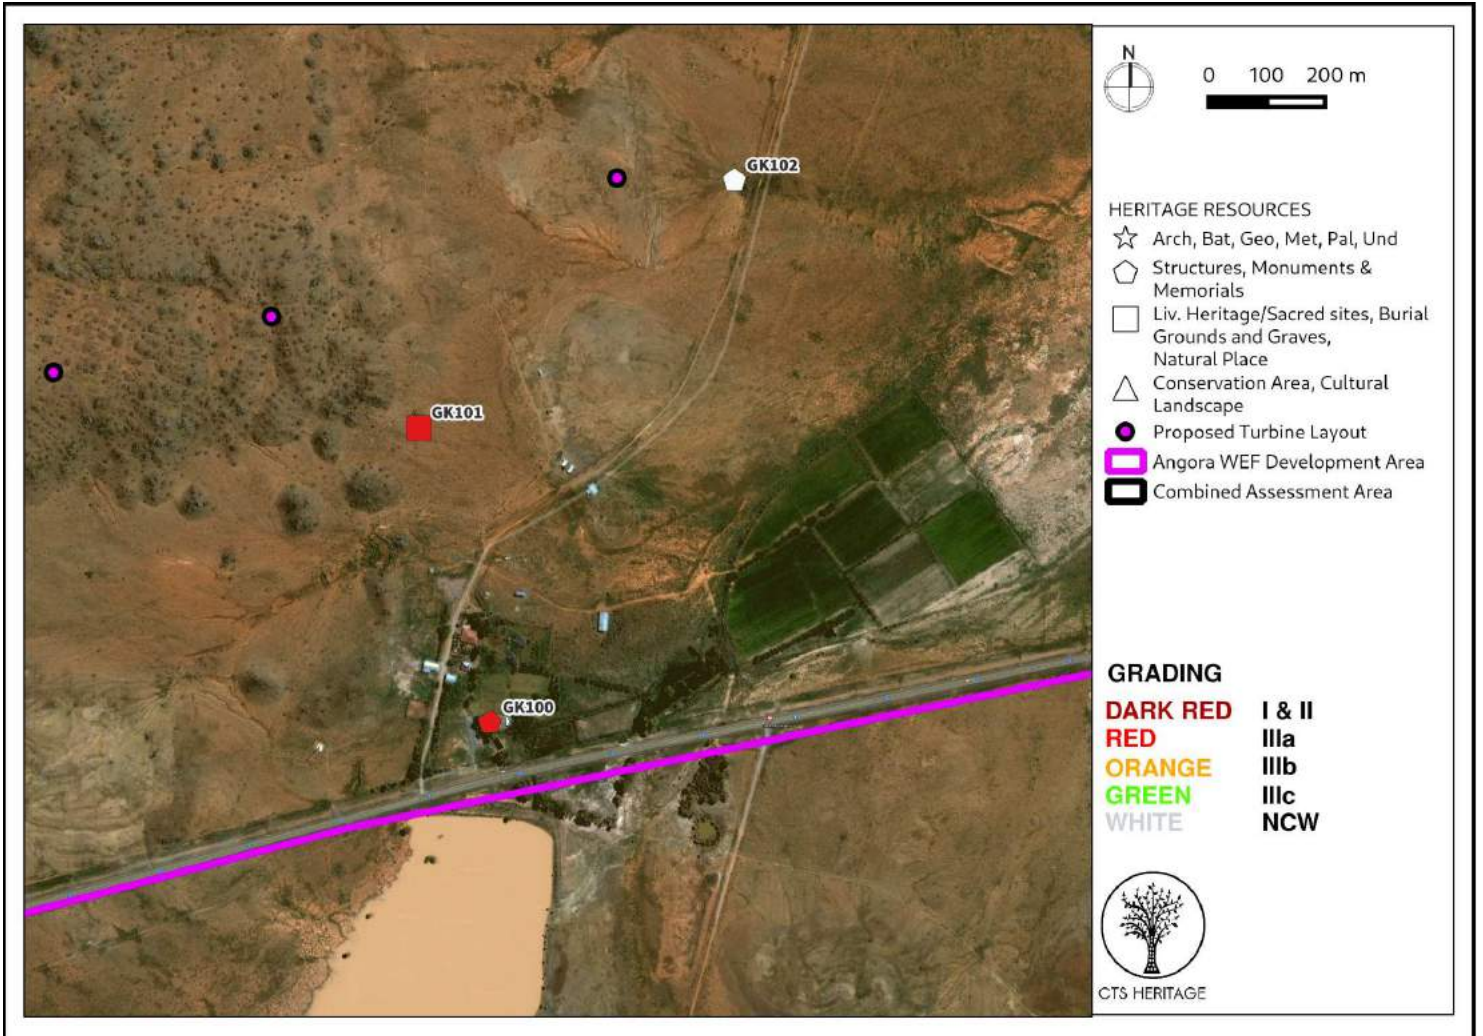 GK102
GK101
GK100
N
0 100 200 m
HERITAGE RESOURCES
Arch, Bat, Geo, Met, Pal, Und
Structures, Monuments &
Memorials
Liv. Heritage/Sacred sites, Burial
Grounds and Graves,
Natural Place
Conservation Area, Cultural
Landscape
Proposed Turbine Layout
Angora WEF Development Area
Combined Assessment Area
GRADING
DARK RED I & II
RED IIIa
ORANGE IIIb
GREEN IIIc
WHITE NCW
CTS HERITAGE